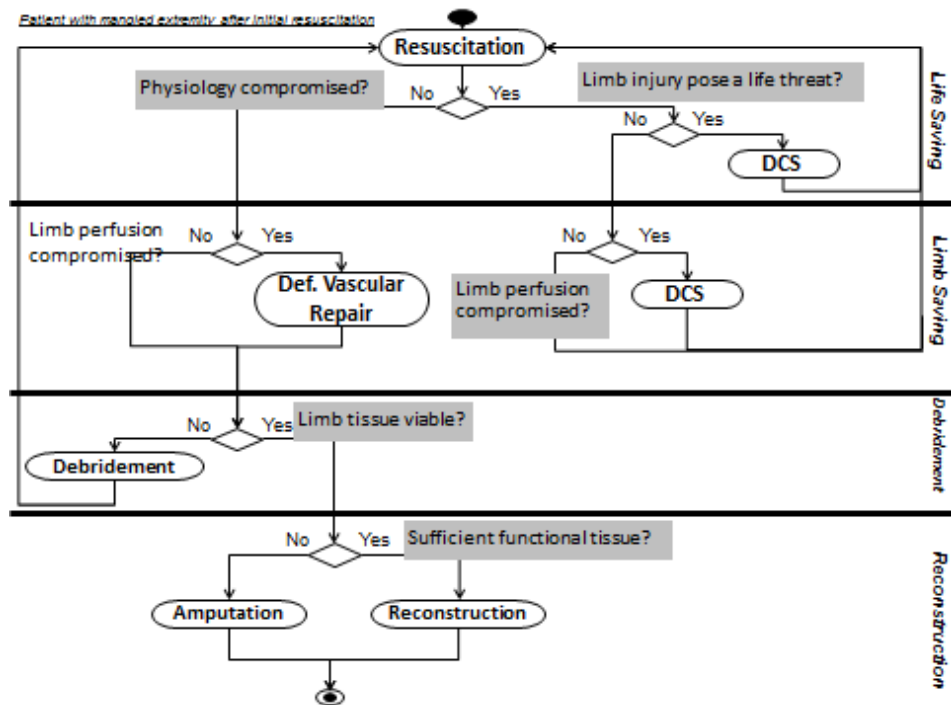 Patient with mangled extremity after initial resuscitation
Resuscitation
Physiology compromised?
No
Yes
Limb injury pose a life threat?
No
Yes
DCS
Life Saving
Limb perfusion
compromised?
No
Yes
Def. Vascular
Repair
No
Yes
Limb perfusion
compromised?
DCS
Limb Saving
No
Yes
Limb tissue viable?
Debridement
Debridement
No
Yes
Sufficient functional tissue?
Amputation
Reconstruction
Reconstruction